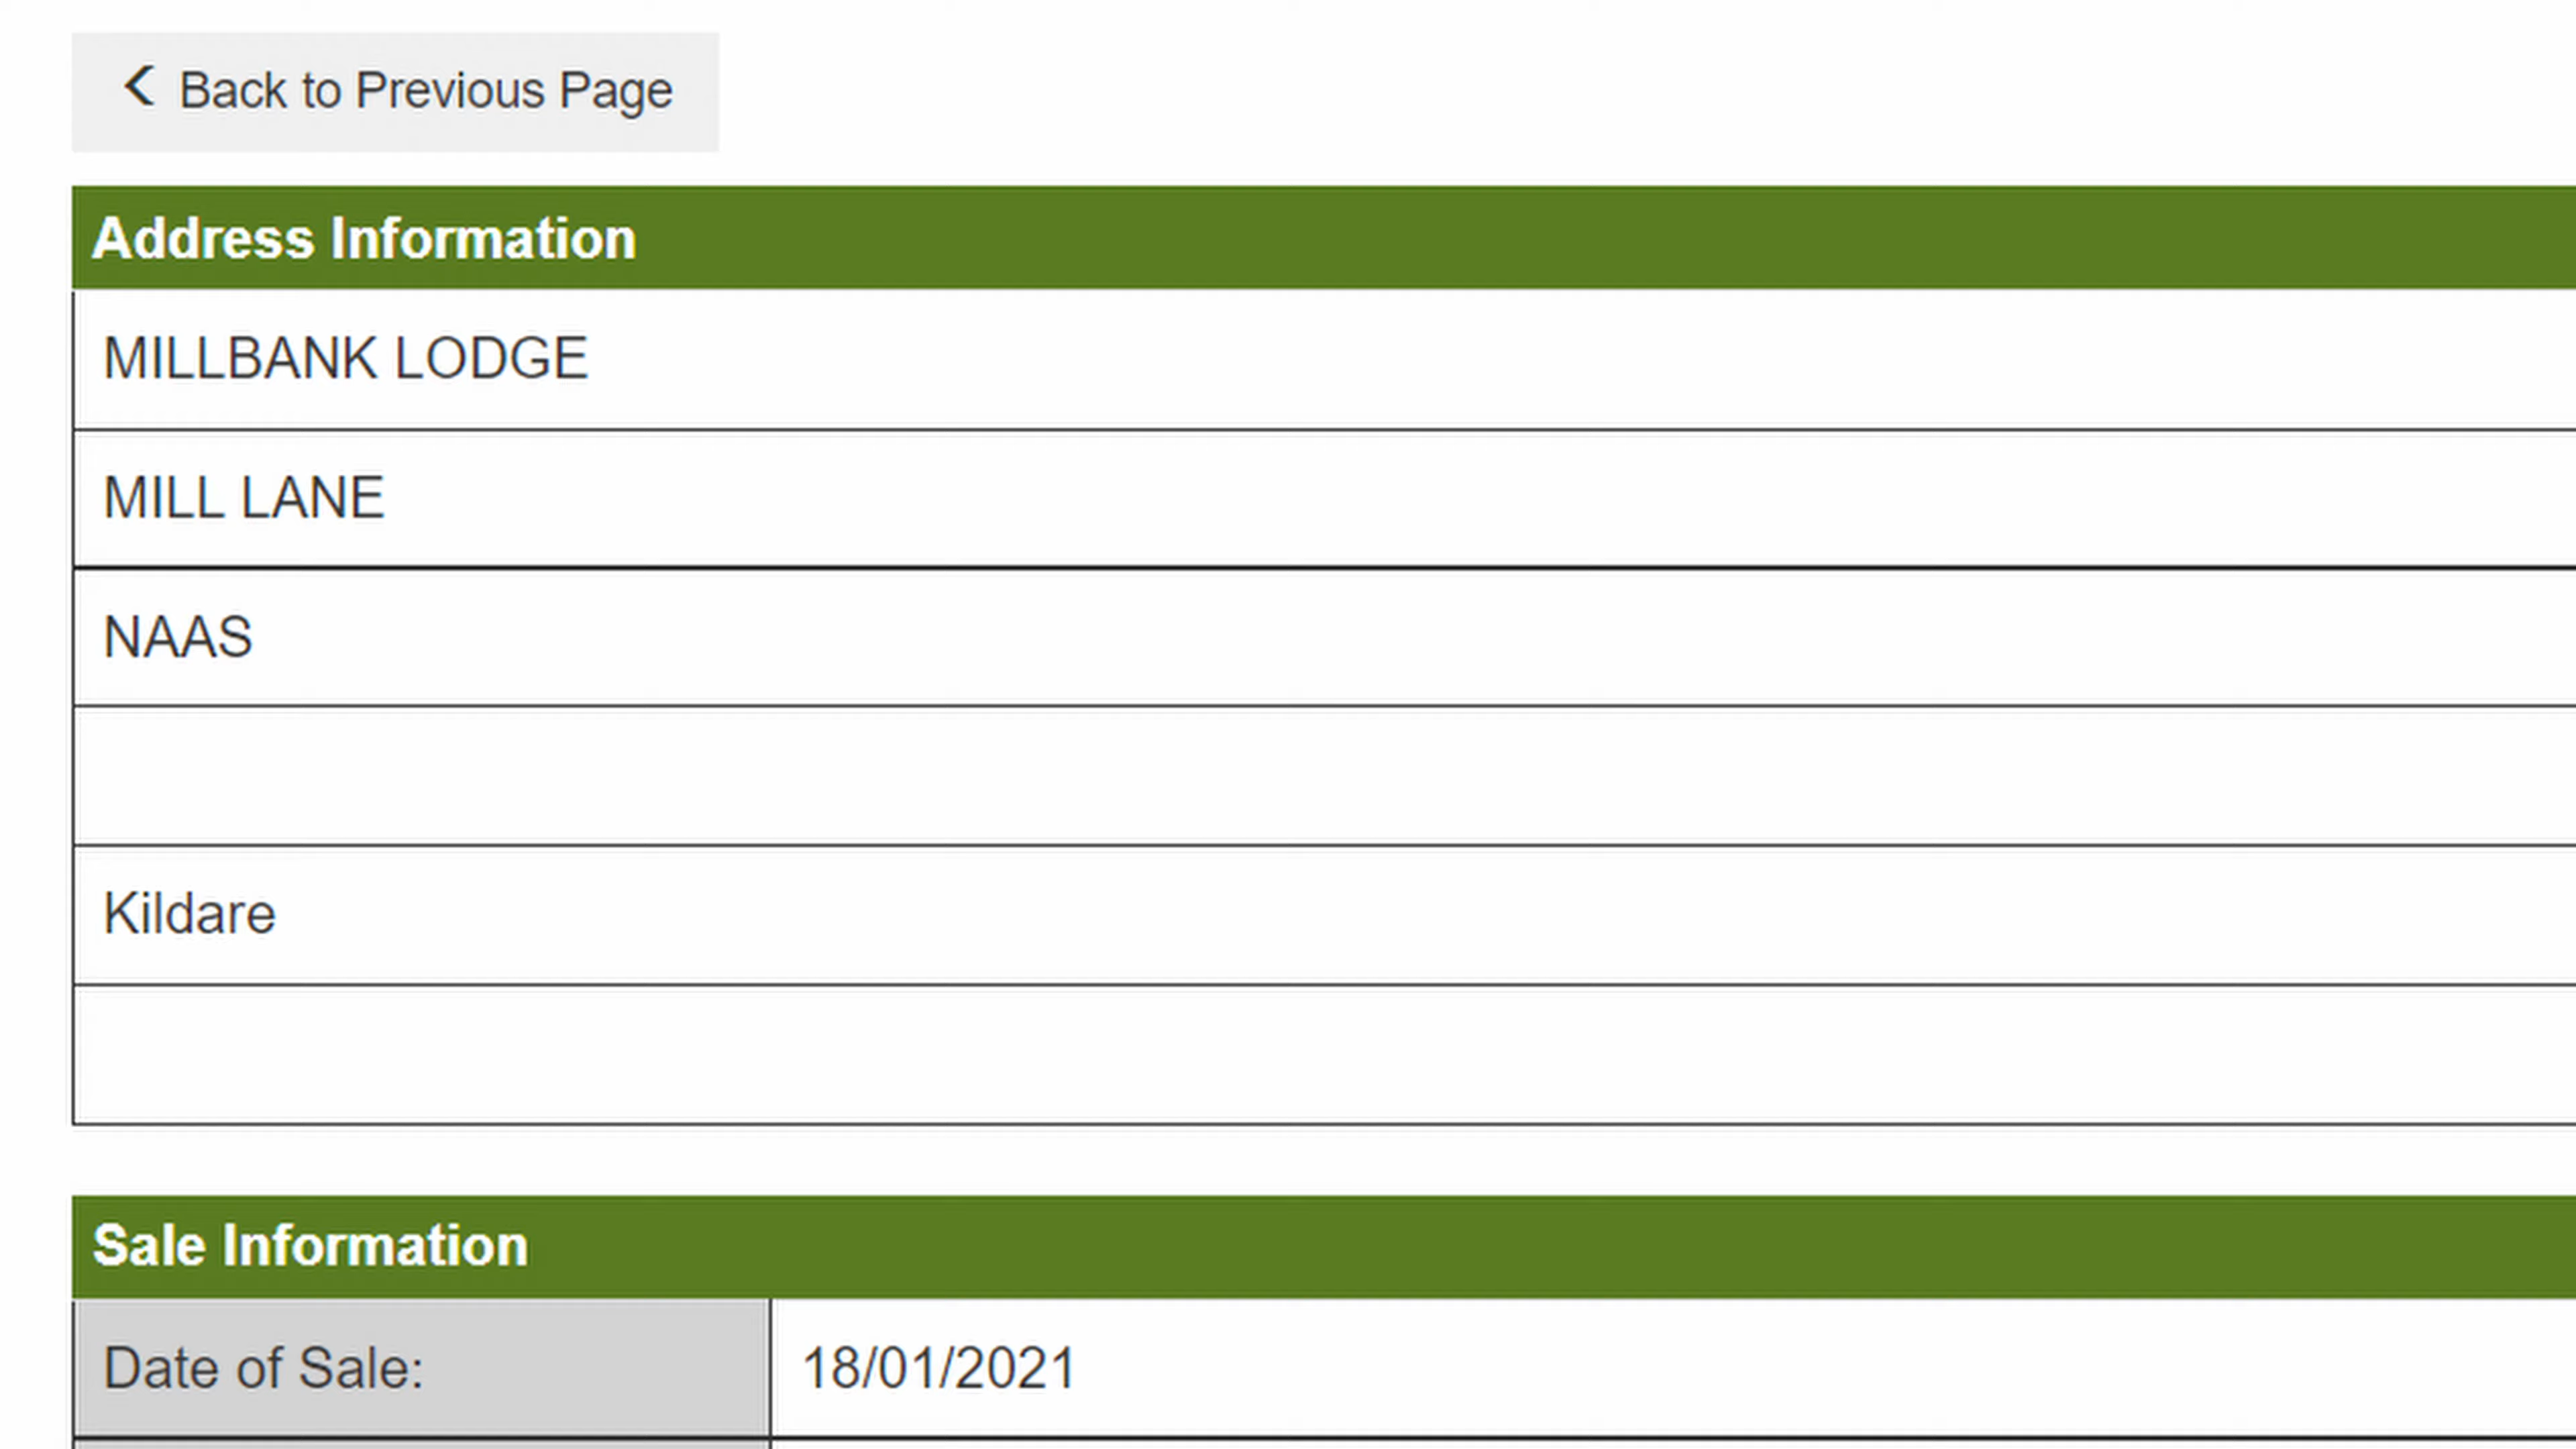 Back to Previous Page
Address Information
MILLBANK LODGE
MILL LANE
NAAS
Kildare
Sale Information
Date of Sale: 18/01/2021